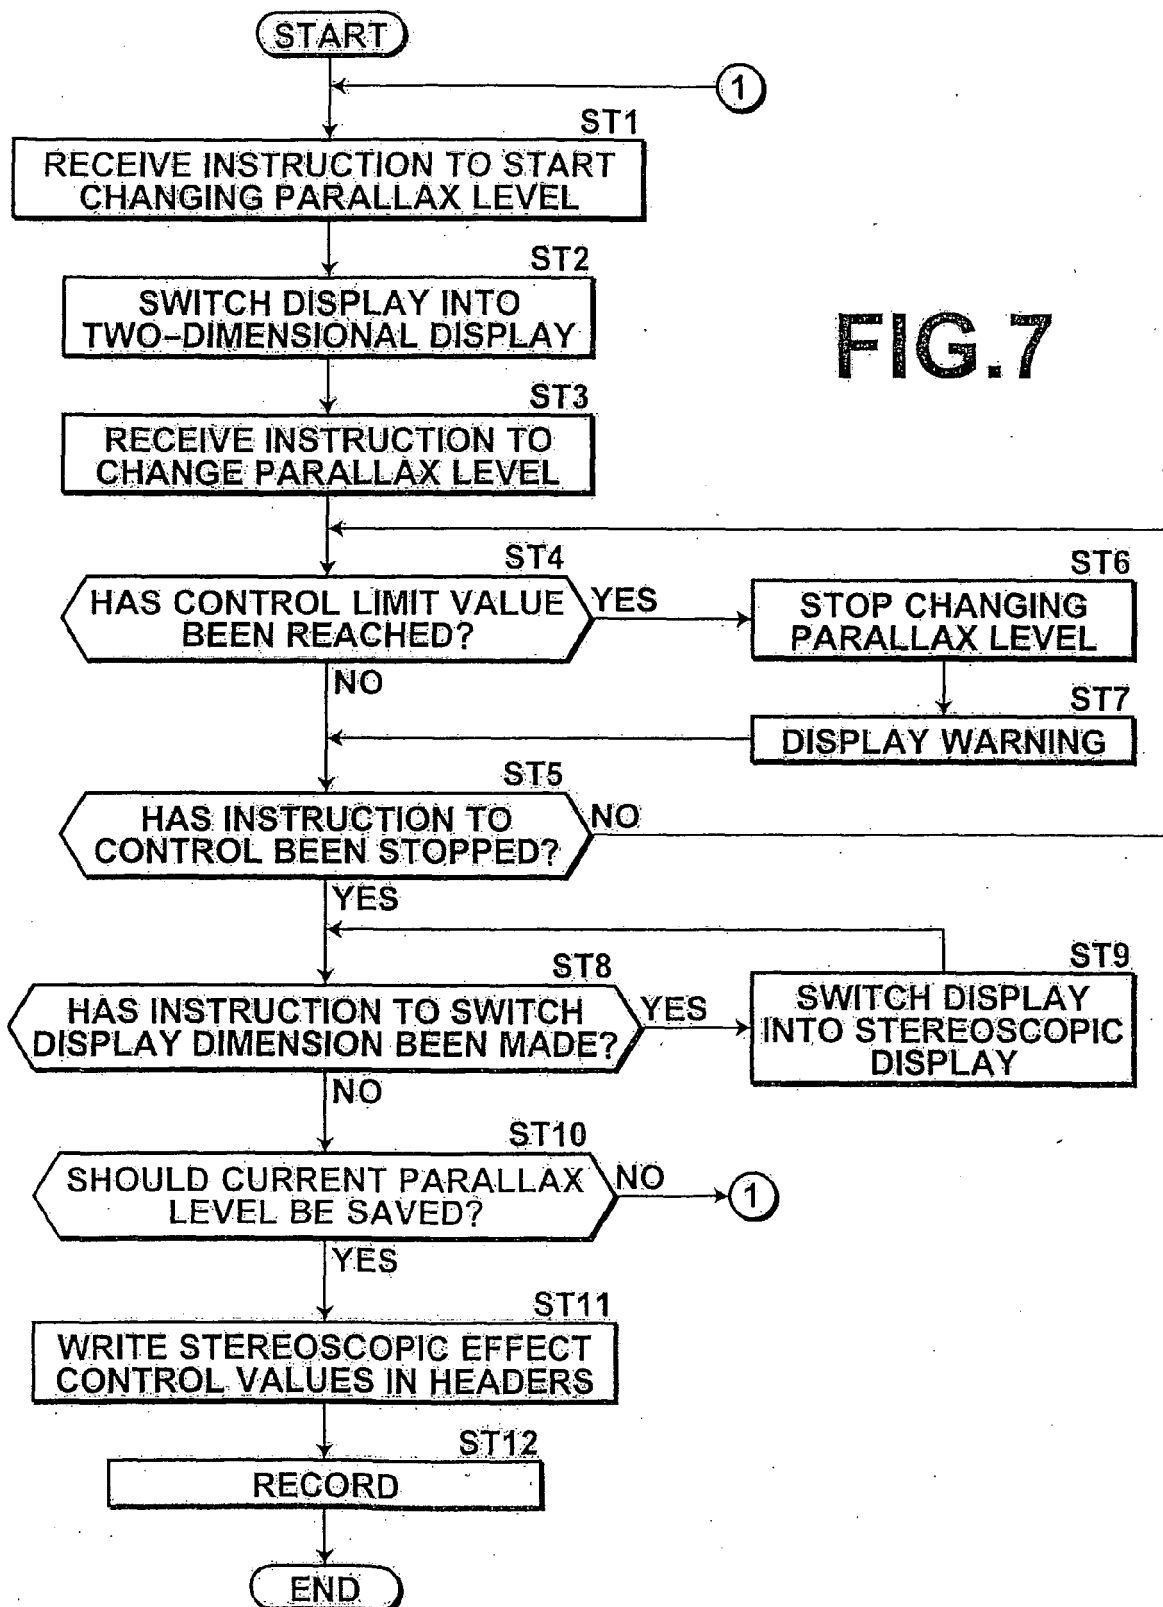 START
1
ST1
RECEIVE INSTRUCTION TO START
CHANGING PARALLAX LEVEL
ST2
SWITCH DISPLAY INTO
TWO-DIMENSIONAL DISPLAY
FIG.7
ST3
RECEIVE INSTRUCTION TO
CHANGE PARALLAX LEVEL
ST4
HAS CONTROL LIMIT VALUE
BEEN REACHED?
YES
NO
ST6
STOP CHANGING
PARALLAX LEVEL
ST7
DISPLAY WARNING
ST5
HAS INSTRUCTION TO
CONTROL BEEN STOPPED?
NO
YES
ST8
HAS INSTRUCTION TO SWITCH
DISPLAY DIMENSION BEEN MADE?
YES
NO
ST9
SWITCH DISPLAY
INTO STEREOSCOPIC
DISPLAY
ST10
SHOULD CURRENT PARALLAX
LEVEL BE SAVED?
NO
1
YES
ST11
WRITE STEREOSCOPIC EFFECT
CONTROL VALUES IN HEADERS
ST12
RECORD
END